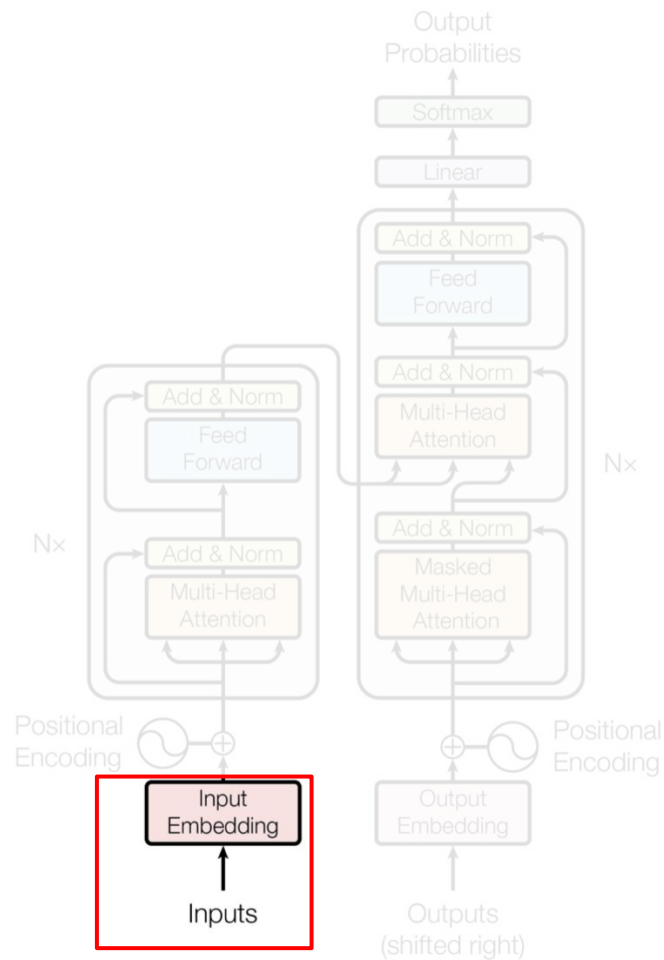 Output
Probabilities
Softmax
Linear
Add & Norm
Feed
Forward
Add & Norm
Multi-Head
Attention
Nx
Add & Norm
Masked
Multi-Head
Attention
Add & Norm
Feed
Forward
Nx
Add & Norm
Multi-Head
Attention
Positional
Encoding
Positional
Encoding
Input
Embedding
Output
Embedding
Inputs
Outputs
(shifted right)